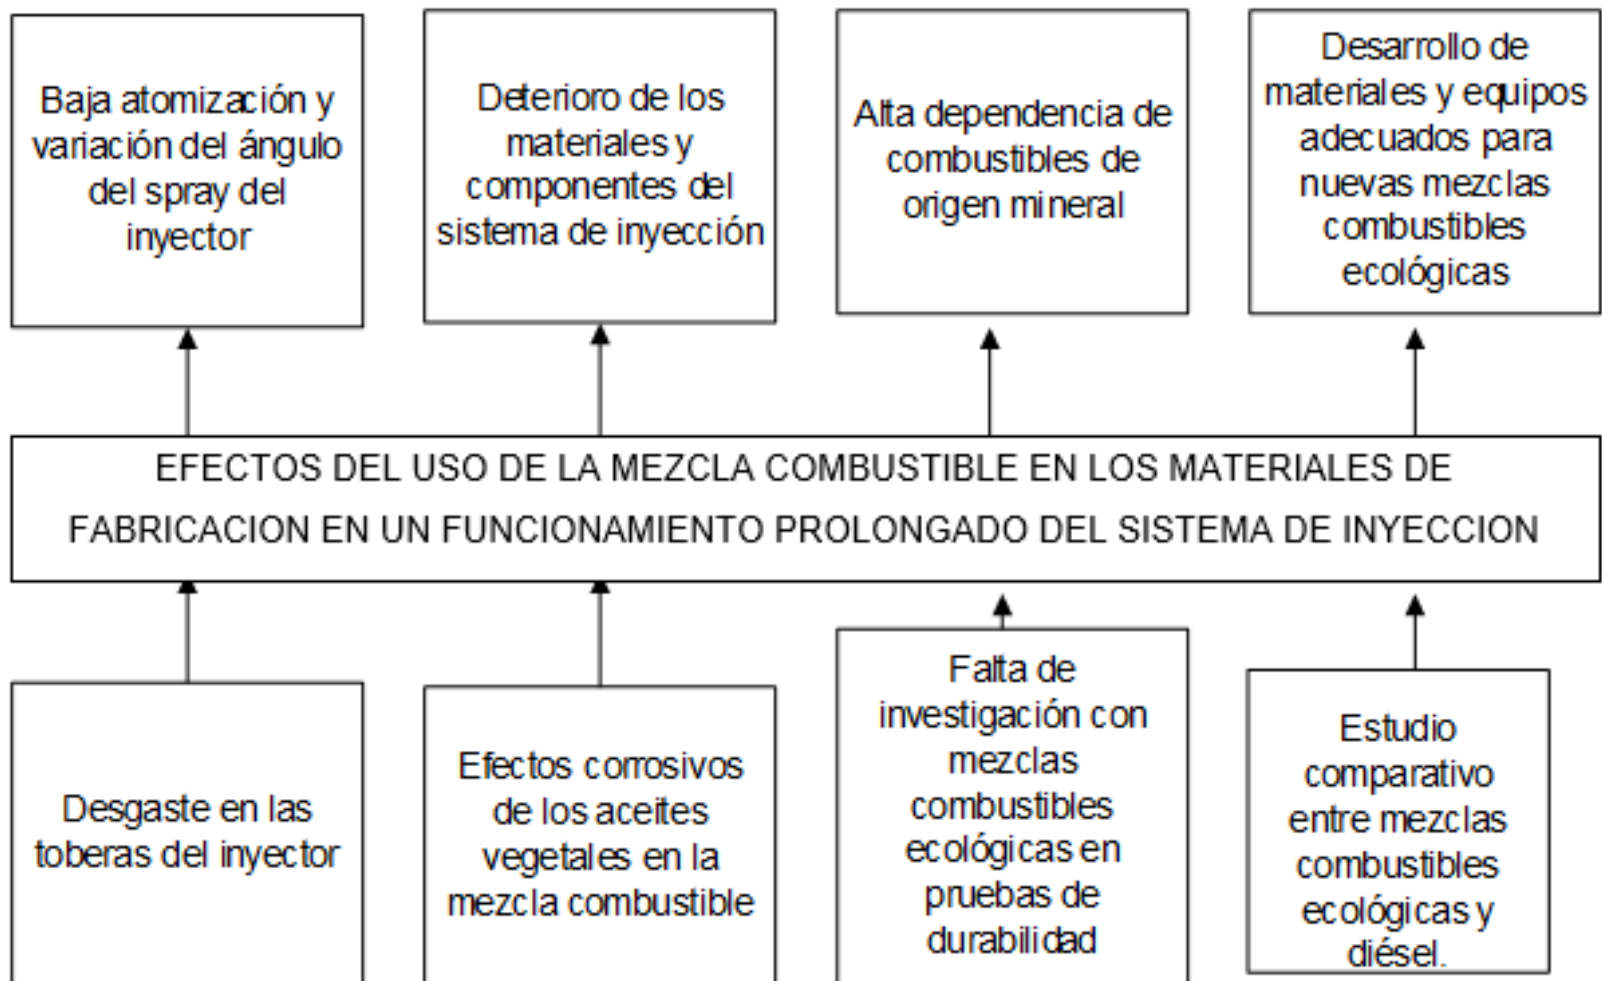 Baja atomización y
variación del ángulo
del spray del
inyector
Deterioro de los
materiales y
componentes del
sistema de inyección
Alta dependencia de
combustibles de
origen mineral
Desarrollo de
materiales y equipos
adecuados para
nuevas mezclas
combustibles
ecológicas
EFECTOS DEL USO DE LA MEZCLA COMBUSTIBLE EN LOS MATERIALES DE
FABRICACION EN UN FUNCIONAMIENTO PROLONGADO DEL SISTEMA DE INYECCION
Desgaste en las
toberas del inyector
Efectos corrosivos
de los aceites
vegetales en la
mezcla combustible
Falta de
investigación con
mezclas
combustibles
ecológicas en
pruebas de
durabilidad
Estudio
comparativo
entre mezclas
combustibles
ecológicas y
diésel.